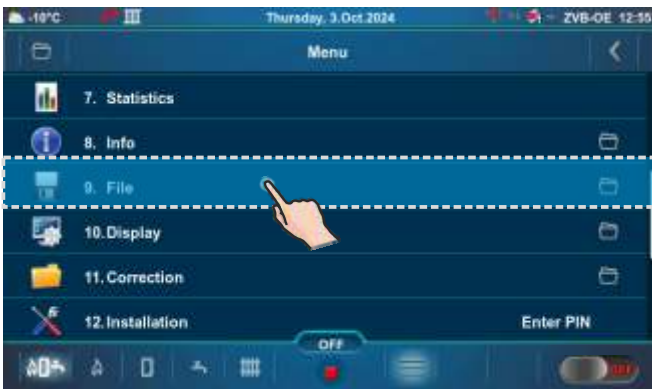 -10°C Thursday, 3.Oct.2024 ZVB-OE 12:55
Menu
7. Statistics
8. Info
9. File
10. Display
11. Correction
12. Installation Enter PIN
OFF
OFF